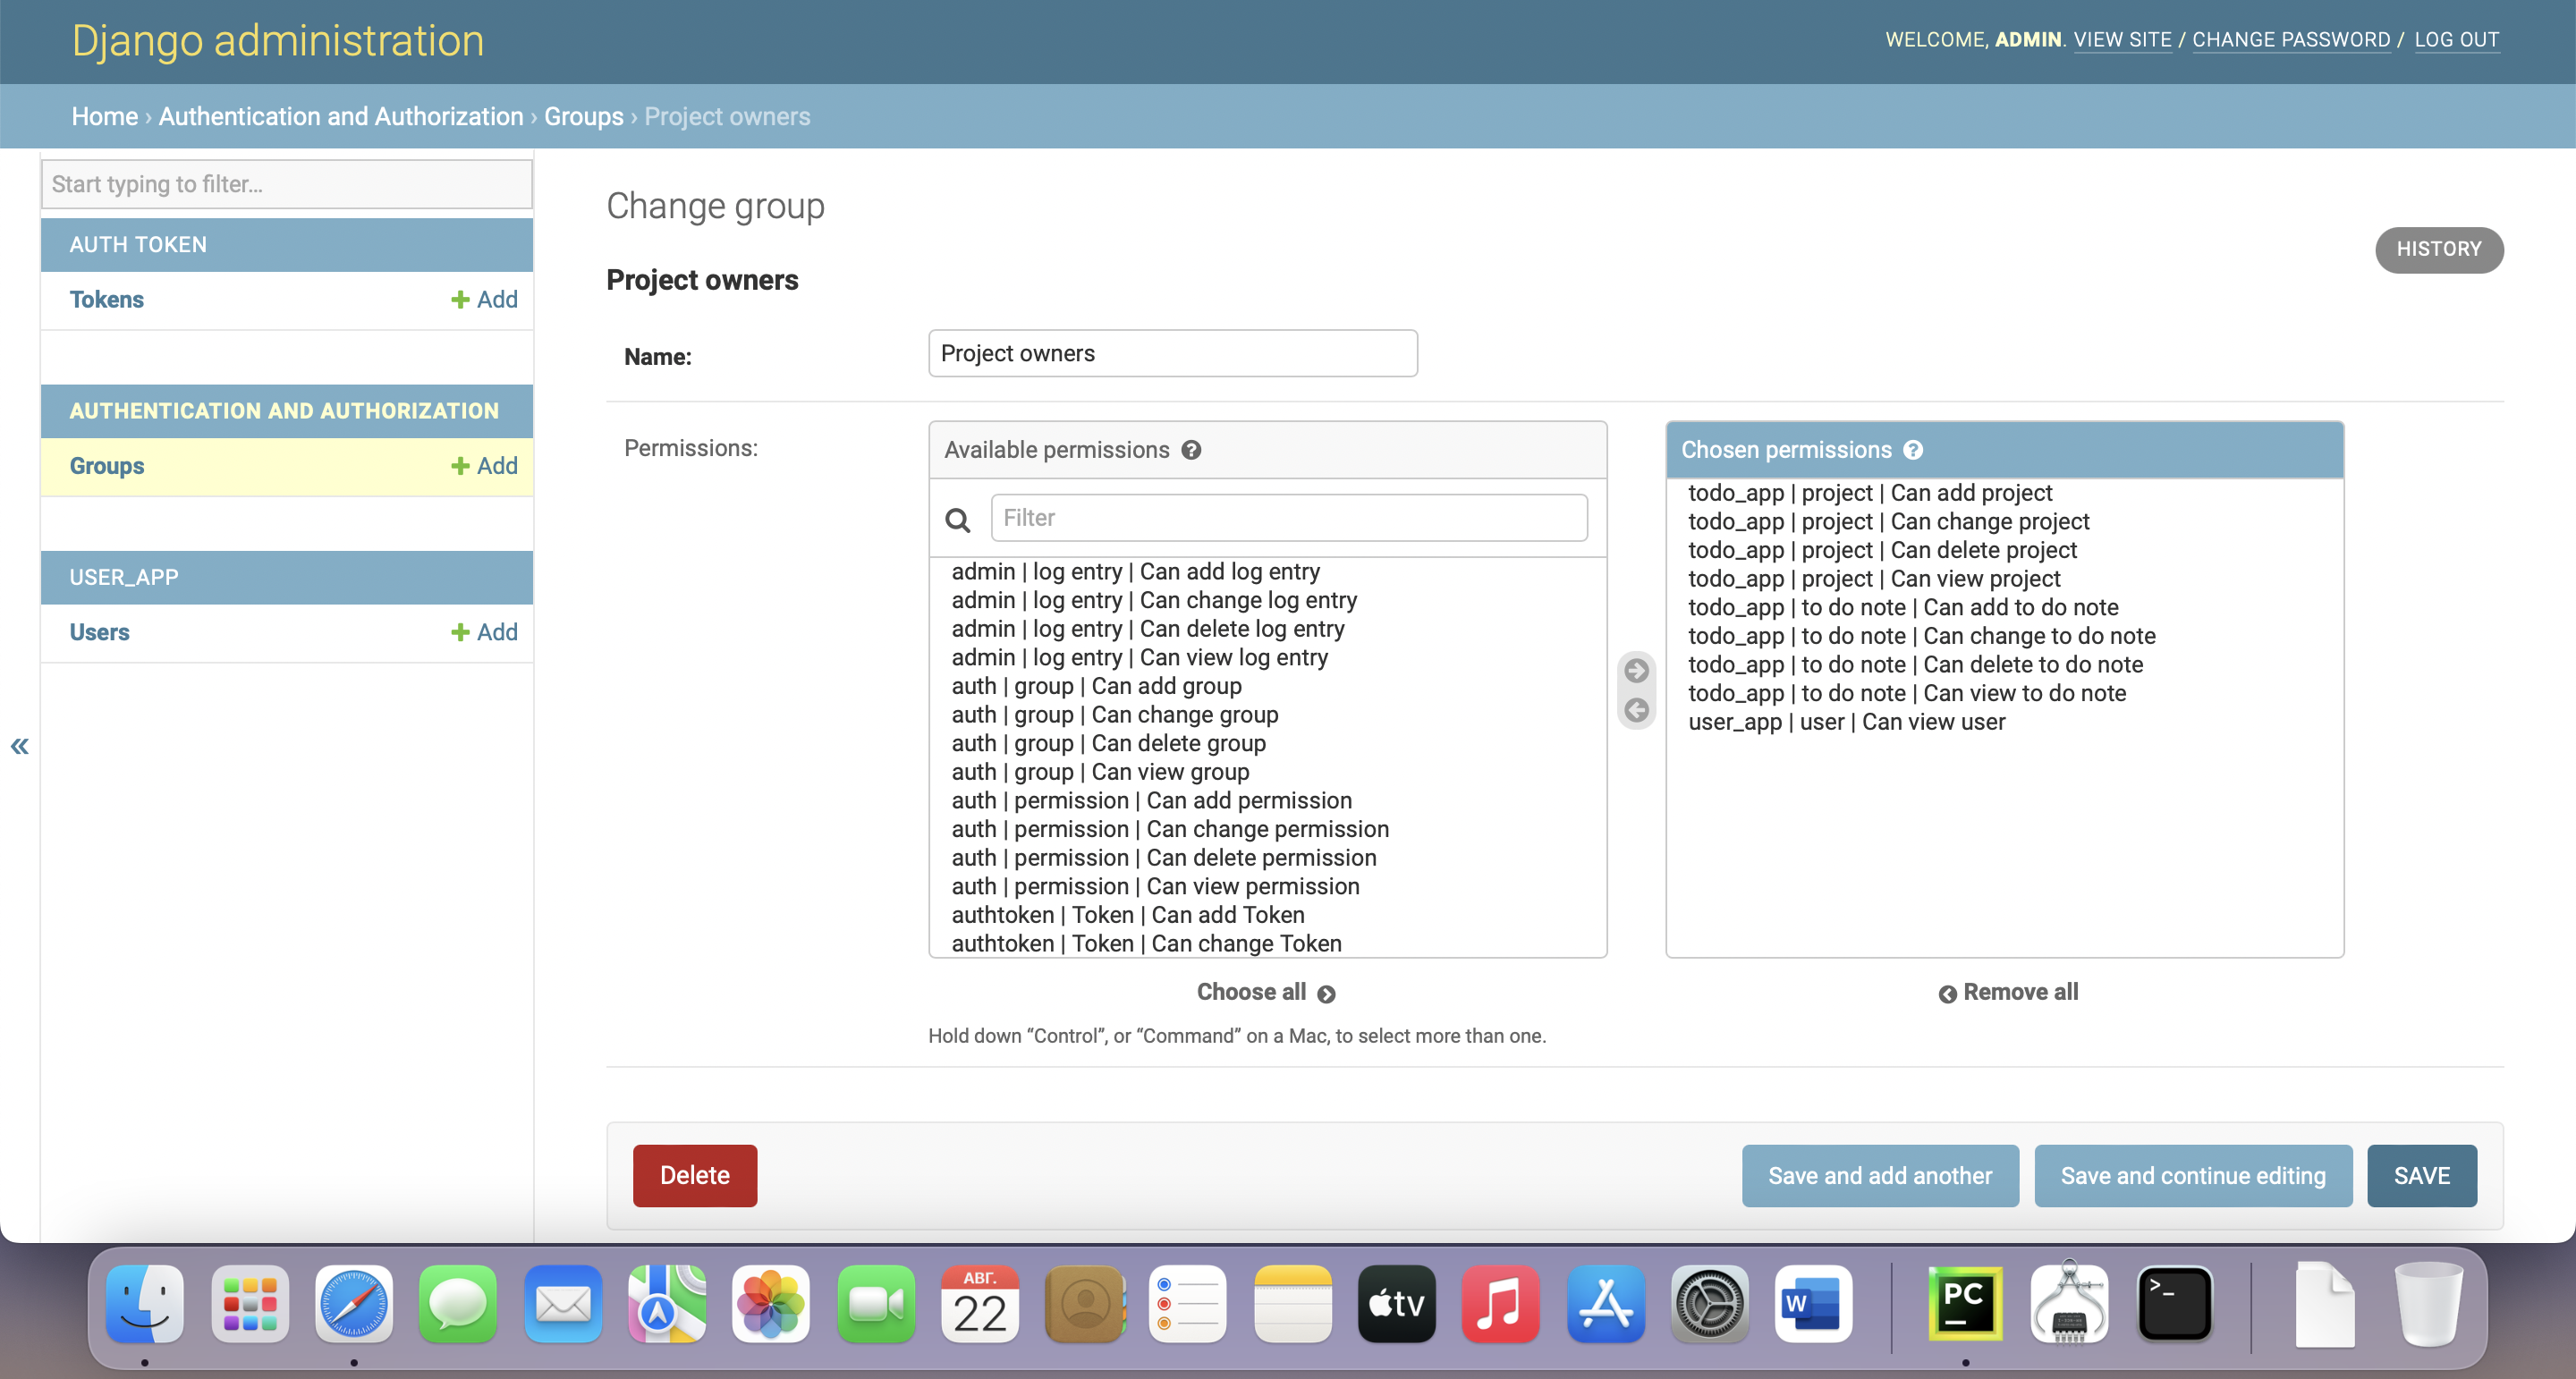 Django administration
WELCOME, ADMIN. VIEW SITE / CHANGE PASSWORD / LOG OUT
Home › Authentication and Authorization › Groups › Project owners
Start typing to filter...
AUTH TOKEN
Tokens
Add
AUTHENTICATION AND AUTHORIZATION
Groups
Add
USER_APP
Users
Add
«
Change group
HISTORY
Project owners
Name:
Project owners
Permissions:
Available permissions ?
Filter
admin | log entry | Can add log entry
admin | log entry | Can change log entry
admin | log entry | Can delete log entry
admin | log entry | Can view log entry
auth | group | Can add group
auth | group | Can change group
auth | group | Can delete group
auth | group | Can view group
auth | permission | Can add permission
auth | permission | Can change permission
auth | permission | Can delete permission
auth | permission | Can view permission
authtoken | Token | Can add Token
authtoken | Token | Can change Token
Choose all
Chosen permissions ?
todo_app | project | Can add project
todo_app | project | Can change project
todo_app | project | Can delete project
todo_app | project | Can view project
todo_app | to do note | Can add to do note
todo_app | to do note | Can change to do note
todo_app | to do note | Can delete to do note
todo_app | to do note | Can view to do note
user_app | user | Can view user
Remove all
Hold down “Control”, or “Command” on a Mac, to select more than one.
Delete
Save and add another
Save and continue editing
SAVE
АВГ.
22
tv
W
PC
>_